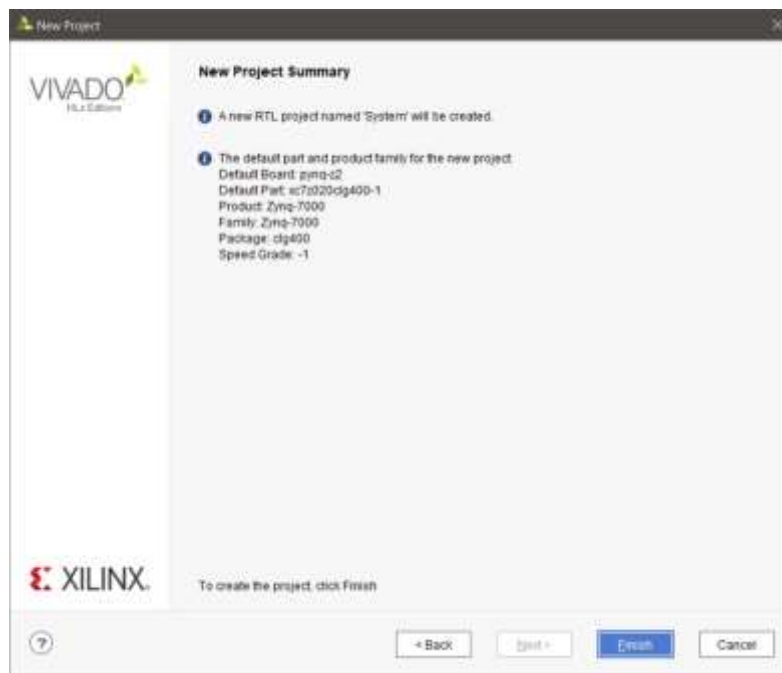 New Project
VIVADO
HLx Editions
New Project Summary
A new RTL project named 'System' will be created.
The default part and product family for the new project:
Default Board: pynq-z2
Default Part: xc7z020clg400-1
Product: Zynq-7000
Family: Zynq-7000
Package: clg400
Speed Grade: -1
XILINX.
To create the project, click Finish
?
< Back
Next >
Finish
Cancel